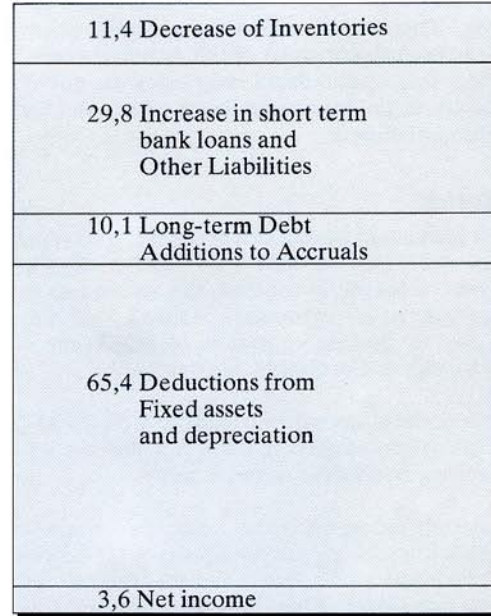 11,4 Decrease of Inventories
29,8 Increase in short term
bank loans and
Other Liabilities
10,1 Long-term Debt
Additions to Accruals
65,4 Deductions from
Fixed assets
and depreciation
3,6 Net income